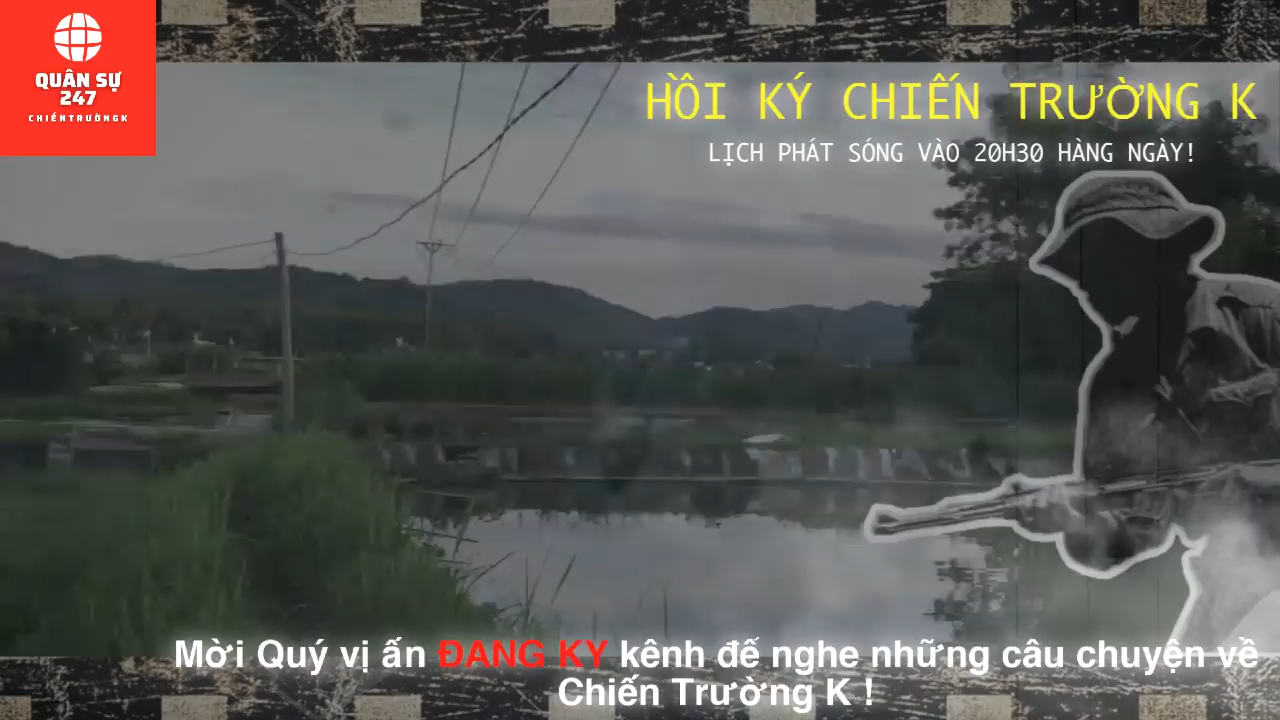 QUÂN SỰ
247
CHIẾNTRƯỜNGK
HỒI KÝ CHIẾN TRƯỜNG K
LỊCH PHÁT SÓNG VÀO 20H30 HÀNG NGÀY!
Mời Quý vị ấn ĐANG KY kênh để nghe những câu chuyện về
Chiến Trường K !